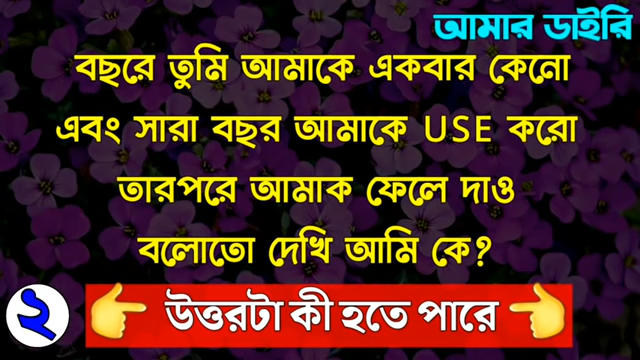 আমার ডাইরি
বছরে তুমি আমাকে একবার কেনো
এবং সারা বছর আমাকে USE করো
তারপরে আমাক ফেলে দাও
বলোতো দেখি আমি কে?
২ উত্তরটা কী হতে পারে